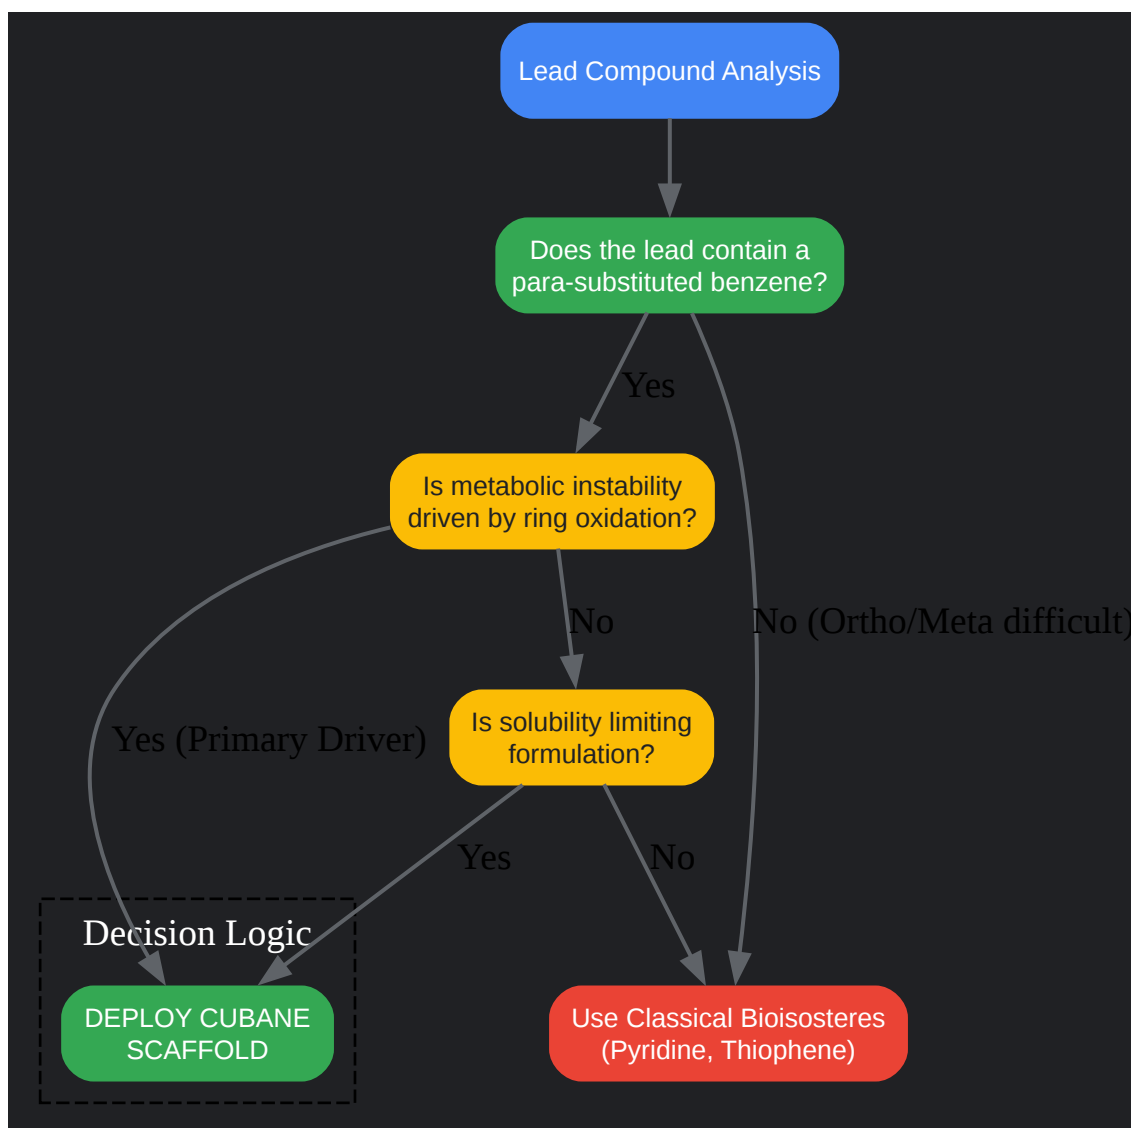 Lead Compound Analysis
Does the lead contain a
para-substituted benzene?
Yes
Is metabolic instability
driven by ring oxidation?
No
No (Ortho/Meta difficult)
Is solubility limiting
formulation?
Yes (Primary Driver)
Yes
No
Decision Logic
DEPLOY CUBANE
SCAFFOLD
Use Classical Bioisosteres
(Pyridine, Thiophene)